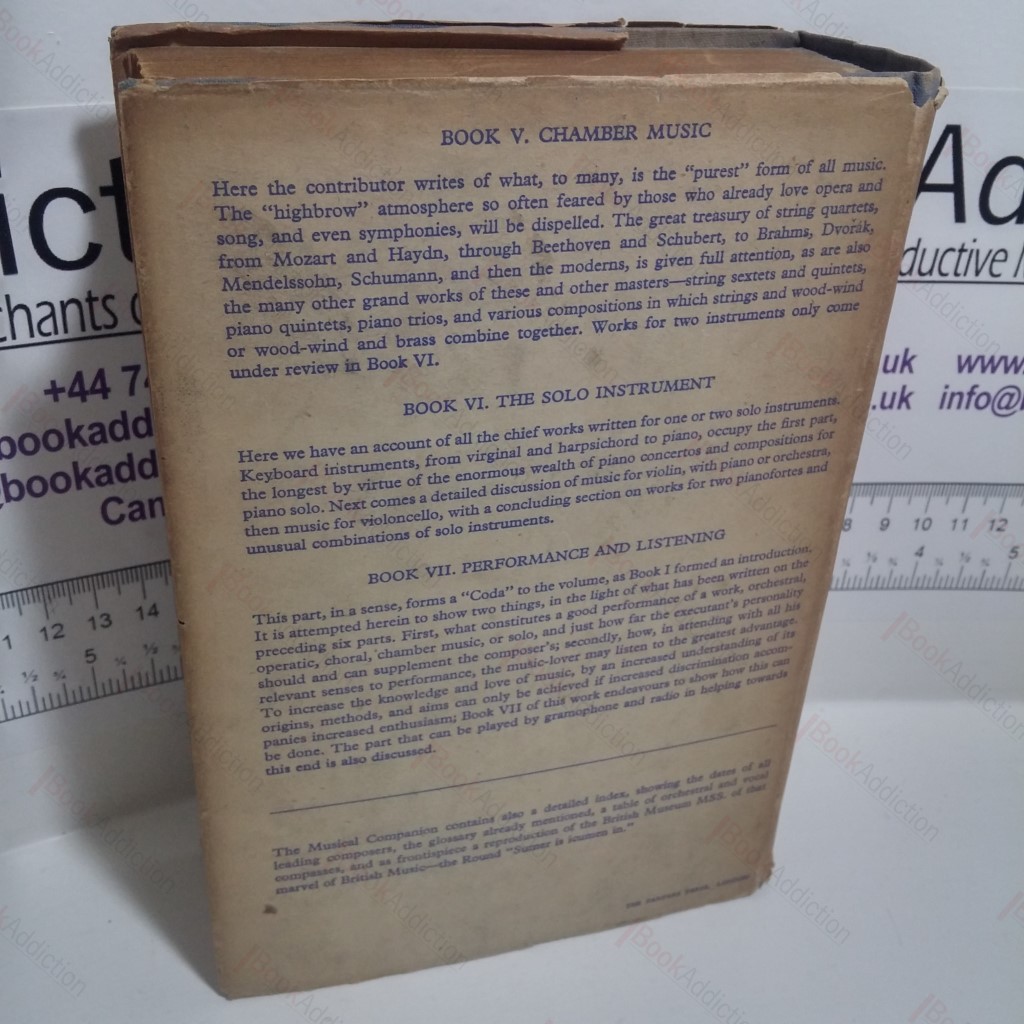 BOOK V. CHAMBER MUSIC
Here the contributor writes of what, to many, is the "purest" form of all music.
The "highbrow" atmosphere so often feared by those who already love opera and
song, and even symphonies, will be dispelled. The great treasury of string quartets,
from Mozart and Haydn, through Beethoven and Schubert, to Brahms, Dvořák,
Mendelssohn, Schumann, and then the moderns, is given full attention, as are also
the many other grand works of these and other masters—string sextets and quintets,
piano quintets, piano trios, and various compositions in which strings and wood-wind
or wood-wind and brass combine together. Works for two instruments only come
under review in Book VI.
BOOK VI. THE SOLO INSTRUMENT
Here we have an account of all the chief works written for one or two solo instruments.
Keyboard instruments, from virginal and harpsichord to piano, occupy the first part,
the longest by virtue of the enormous wealth of piano concertos and compositions for
piano solo. Next comes a detailed discussion of music for violin, with piano or orchestra,
then music for violoncello, with a concluding section on works for two pianofortes and
unusual combinations of solo instruments.
BOOK VII. PERFORMANCE AND LISTENING
This part, in a sense, forms a "Coda" to the volume, as Book I formed an introduction.
It is attempted herein to show two things, in the light of what has been written on the
preceding six parts. First, what constitutes a good performance of a work, orchestral,
operatic, choral, chamber music, or solo, and just how far the executant's personality
should and can supplement the composer's; secondly, how, in attending with all his
relevant senses to performance, the music-lover may listen to the greatest advantage.
To increase the knowledge and love of music, by an increased understanding of its
origins, methods, and aims can only be achieved if increased discrimination accom-
panies increased enthusiasm; Book VII of this work endeavours to show how this can
be done. The part that can be played by gramophone and radio in helping towards
this end is also discussed.
The Musical Companion contains also a detailed index, showing the dates of all
leading composers, the glossary already mentioned, a table of orchestral and vocal
compasses, and as frontispiece a reproduction of the British Museum MSS. of that
marvel of British Music—the Round "Sumer is icumen in."
ict
chants
+44 74
bookadd
@bookadd
Can
Ad
ductive
.uk www.
.uk info@
11 12 13 14
5
8 9 10 11 12
4 5
BookAddiction